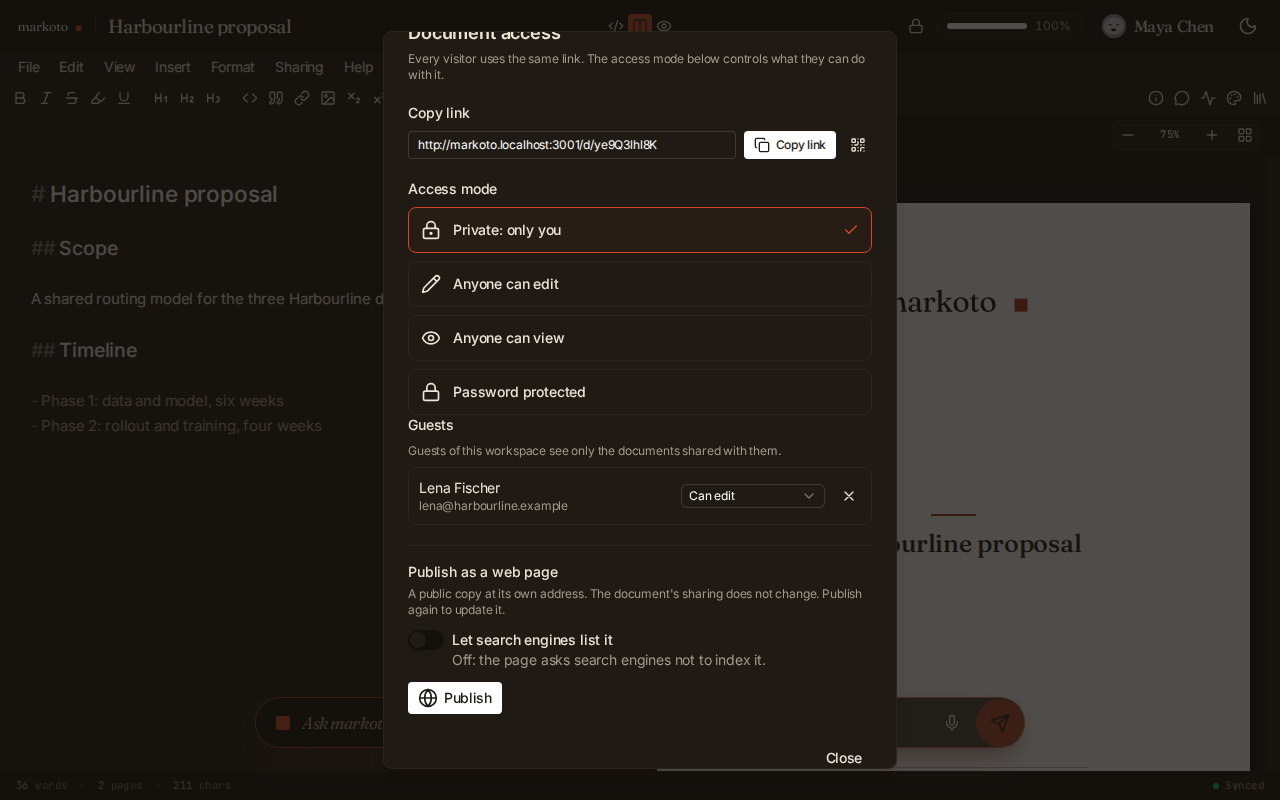 markoto
Harbourline proposal
100%
Maya Chen
File Edit View Insert Format Sharing Help
H1 H2 H3
75%
# Harbourline proposal
## Scope
A shared routing model for the three Harbourline d
## Timeline
- Phase 1: data and model, six weeks
- Phase 2: rollout and training, four weeks
Document access
Every visitor uses the same link. The access mode below controls what they can do
with it.
Copy link
http://markoto.localhost:3001/d/ye9Q3lhl8K
Copy link
Access mode
Private: only you
Anyone can edit
Anyone can view
Password protected
Guests
Guests of this workspace see only the documents shared with them.
Lena Fischer
lena@harbourline.example
Can edit
Publish as a web page
A public copy at its own address. The document's sharing does not change. Publish
again to update it.
Let search engines list it
Off: the page asks search engines not to index it.
Publish
Close
arkoto
urline proposal
Ask markot
36 words · 2 pages · 211 chars
Synced